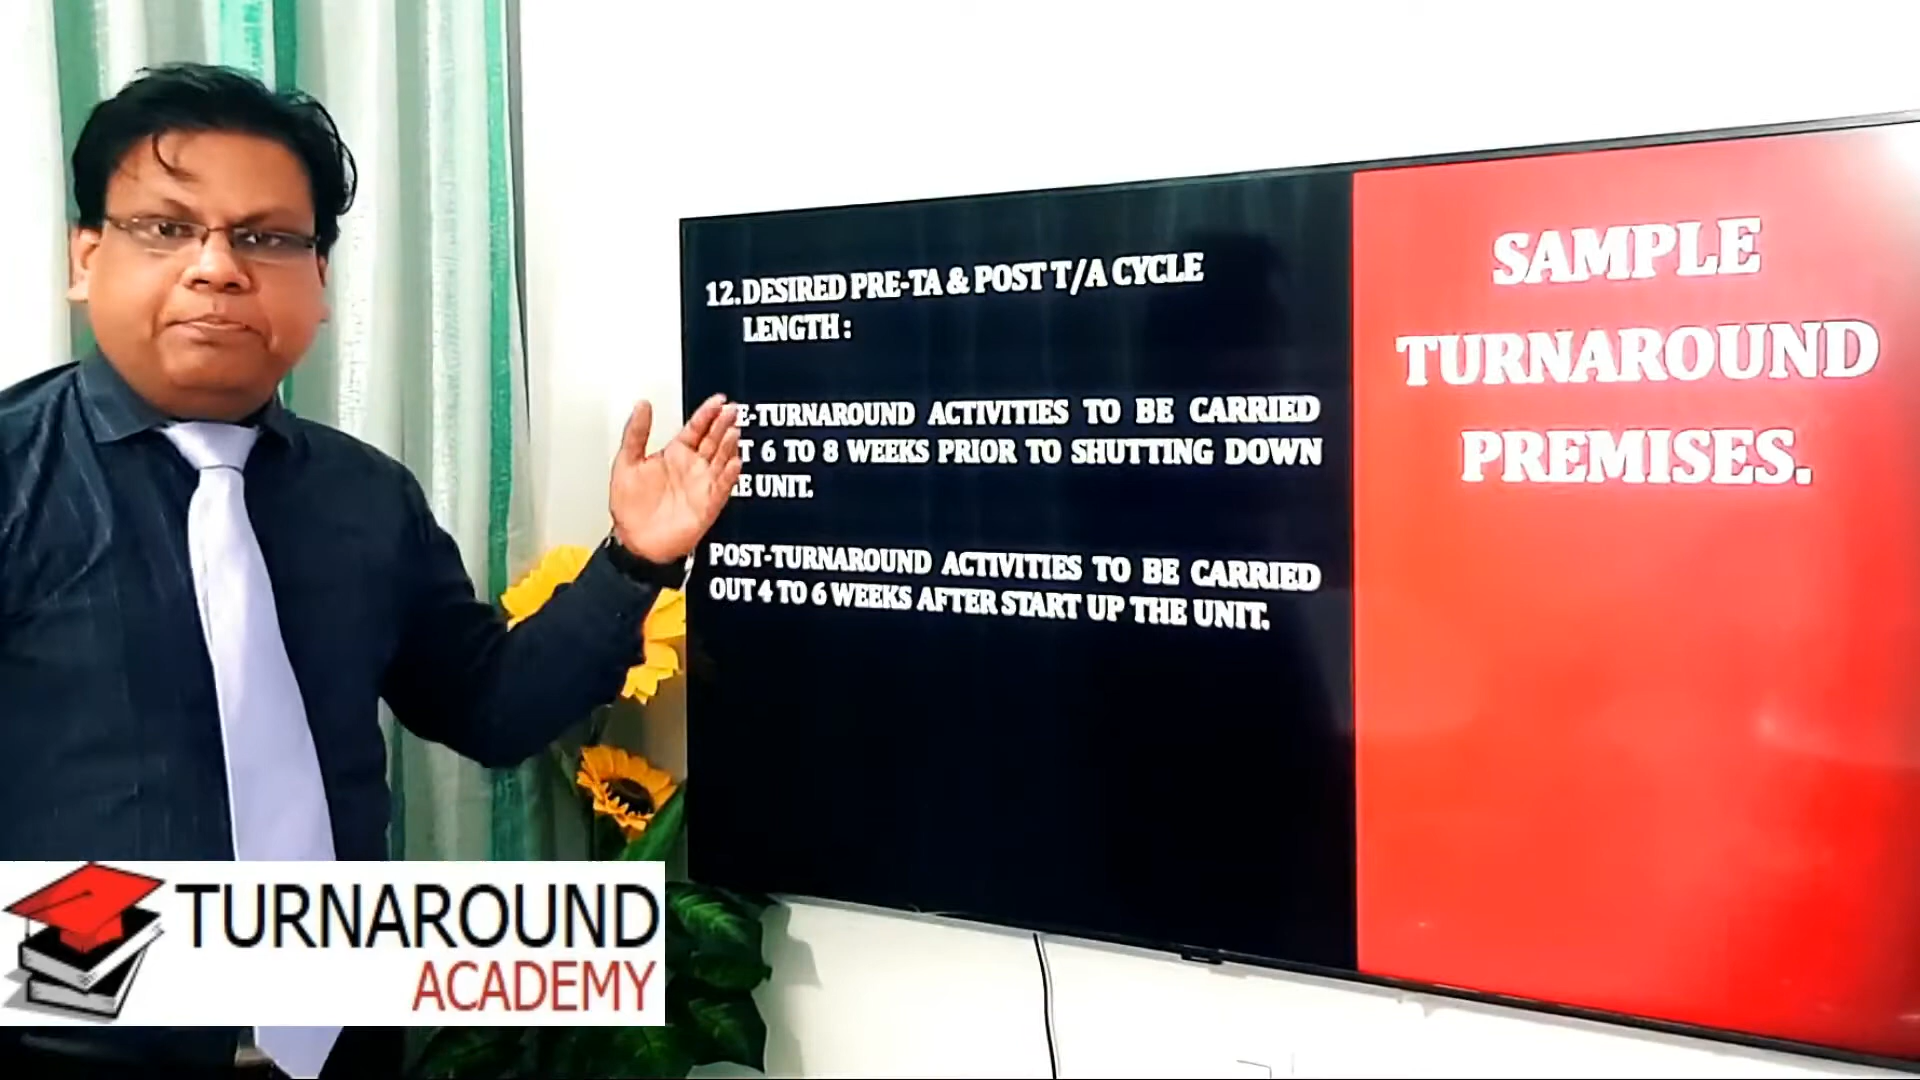 12. DESIRED PRE-TA & POST T/A CYCLE
LENGTH :
E-TURNAROUND ACTIVITIES TO BE CARRIED
T 6 TO 8 WEEKS PRIOR TO SHUTTING DOWN
E UNIT.
POST-TURNAROUND ACTIVITIES TO BE CARRIED
OUT 4 TO 6 WEEKS AFTER START UP THE UNIT.
SAMPLE
TURNAROUND
PREMISES.
TURNAROUND
ACADEMY